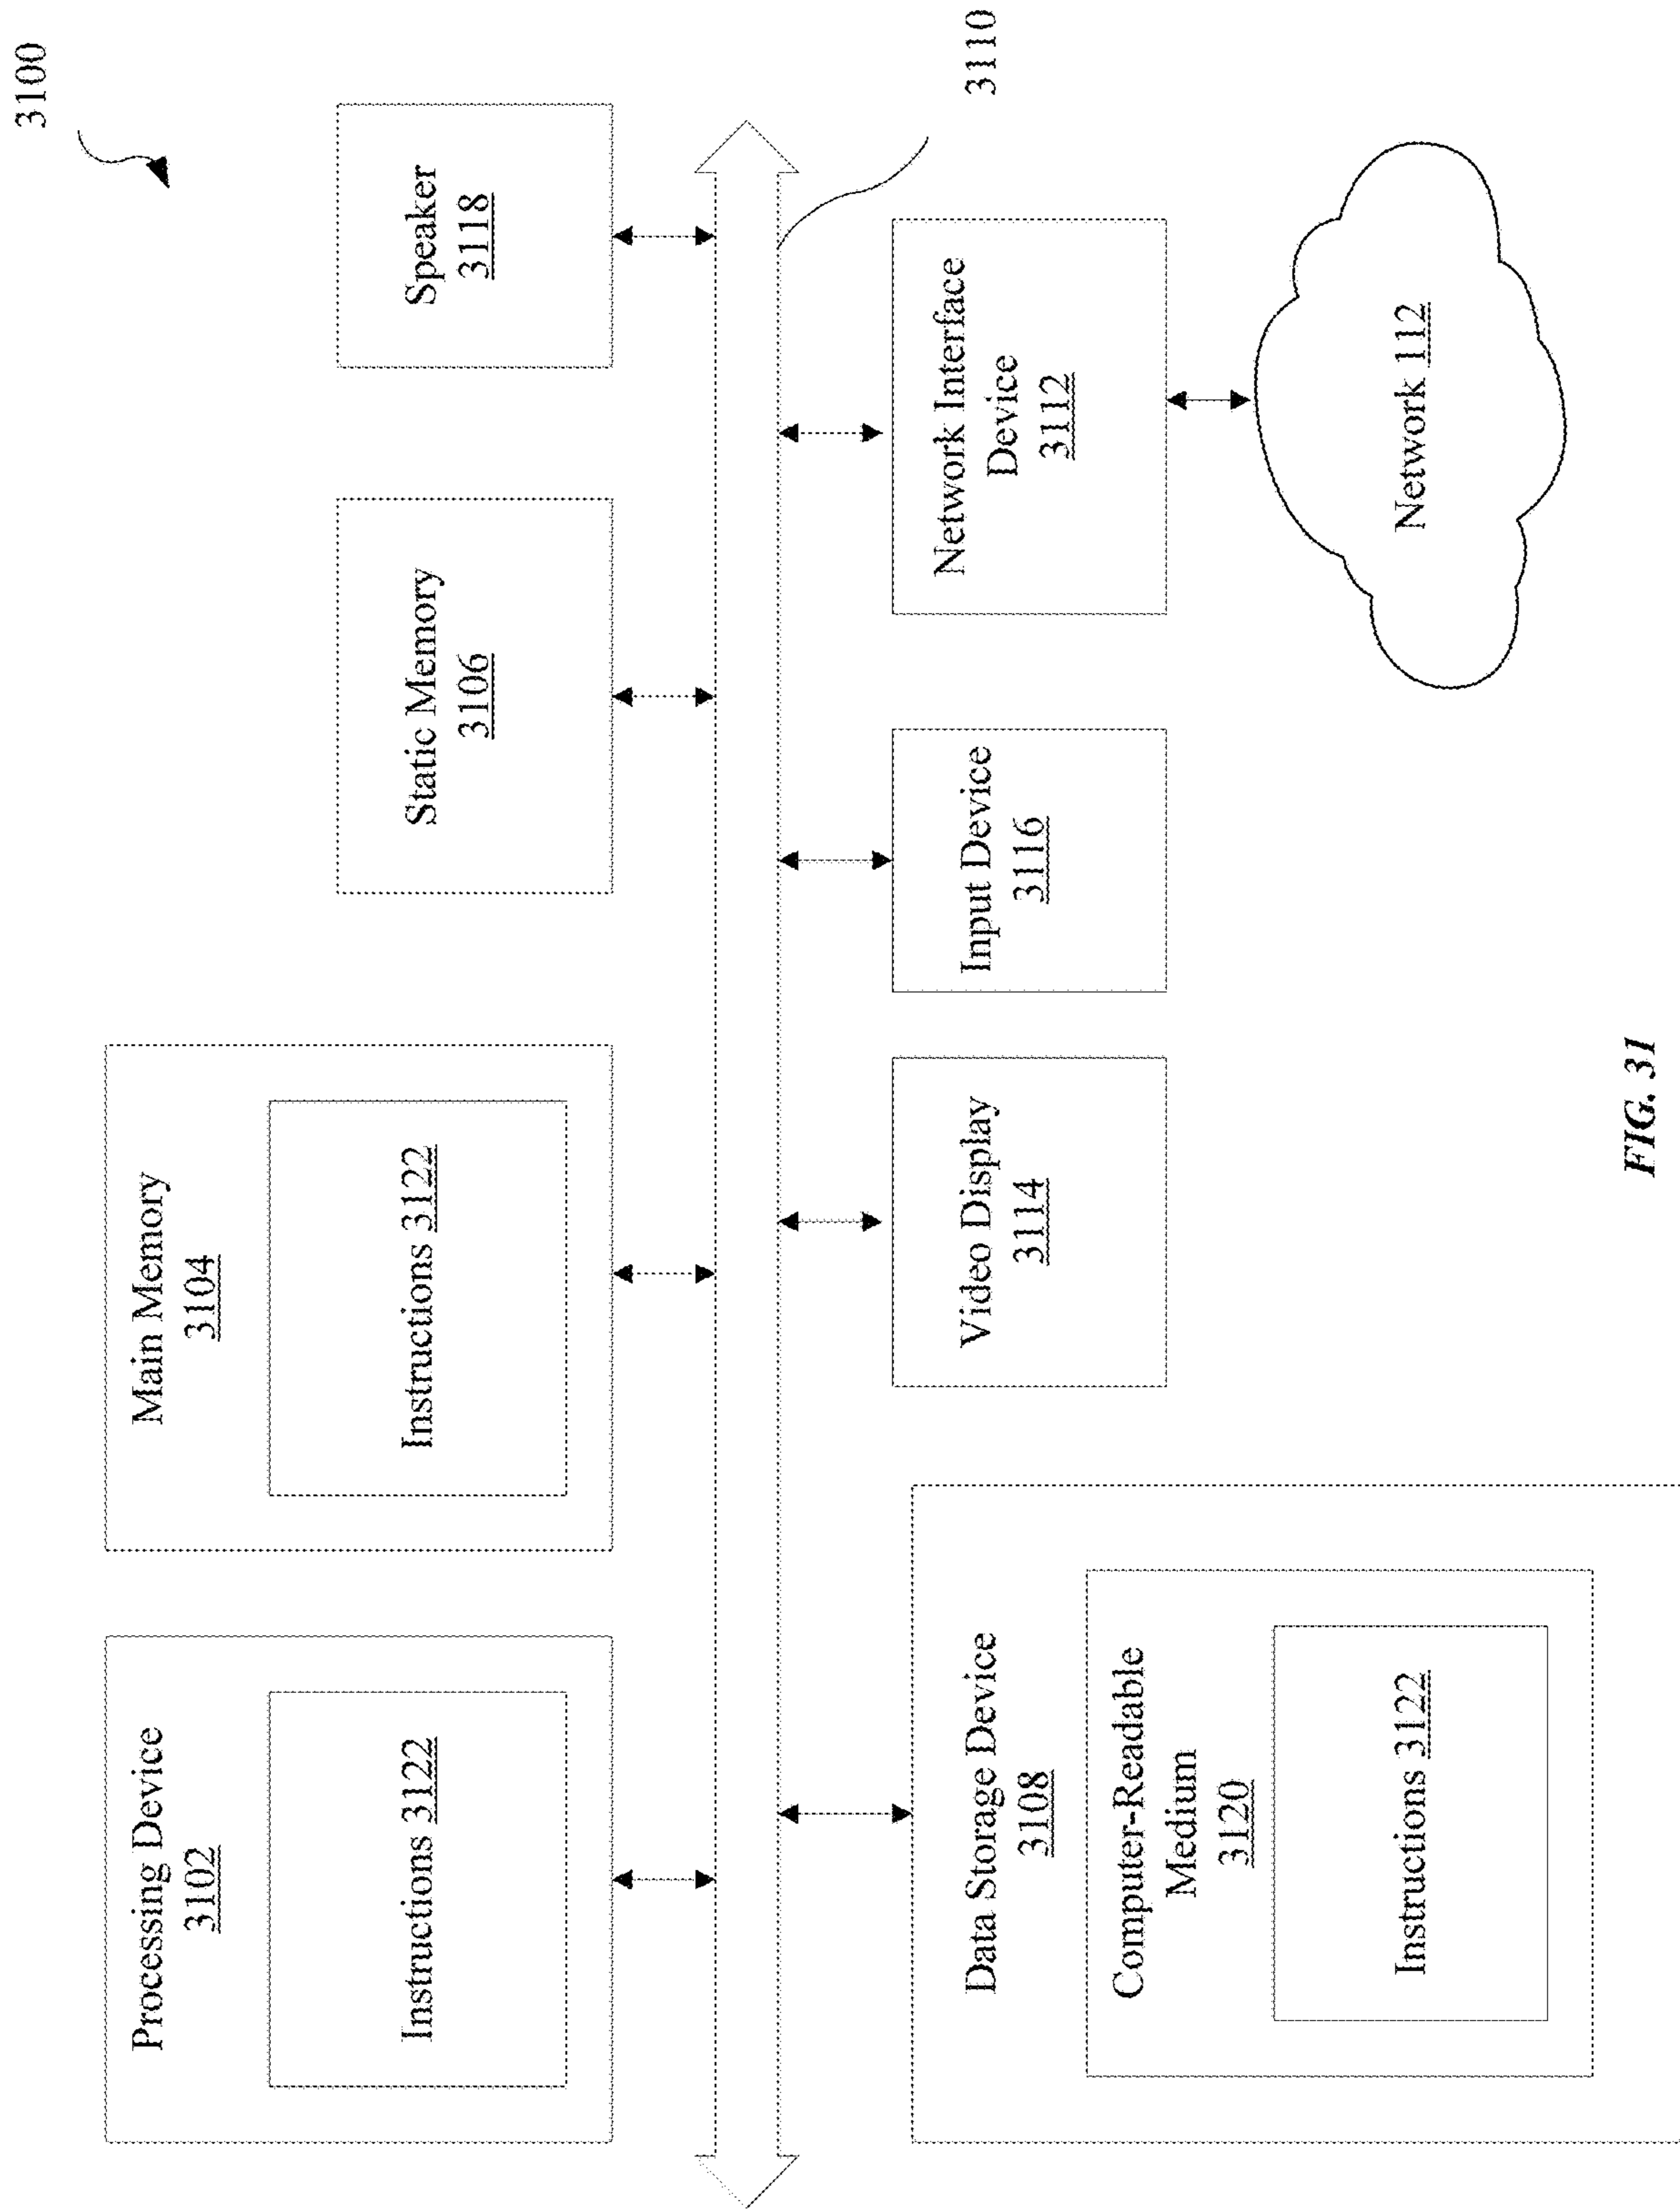 3100
Processing Device
3102
Instructions 3122
Main Memory
3104
Instructions 3122
Static Memory
3106
Speaker
3118
3110
Data Storage Device
3108
Computer-Readable
Medium
3120
Instructions 3122
Video Display
3114
Input Device
3116
Network Interface
Device
3112
Network 112
FIG. 31